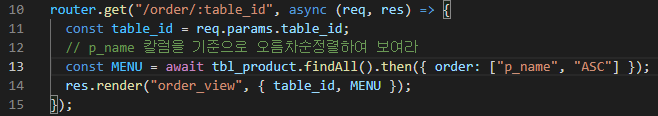 10 router.get("/order/:table_id", async (req, res) => {
11 const table_id = req.params.table_id;
12 // p_name 칼럼을 기준으로 오름차순정렬하여 보여라
13 const MENU = await tbl_product.findAll().then({ order: ["p_name", "ASC"] });
14 res.render("order_view", { table_id, MENU });
15 });